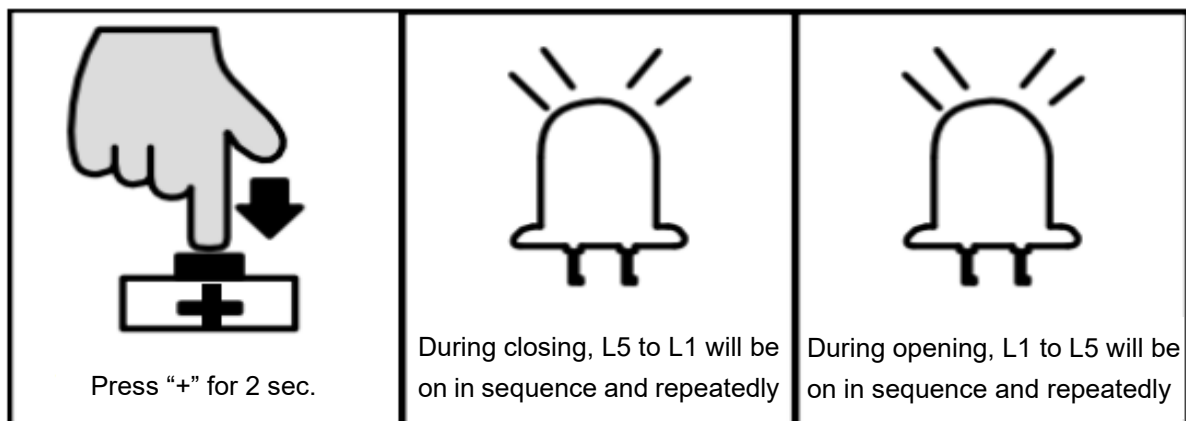 Press “+” for 2 sec.
During closing, L5 to L1 will be
on in sequence and repeatedly
During opening, L1 to L5 will be
on in sequence and repeatedly